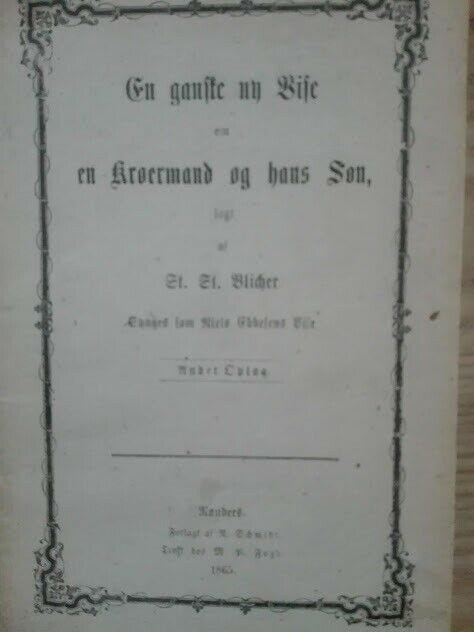 En ganske ny Vise
om
en Kroermand og hans Søn,
lagt
af
St. St. Blicher
Synges som Niels Ebbesens Vise
Andet Oplag.
Randers.
Forlagt af R. Schmidt.
Trykt hos M P. Fogh.
1865.